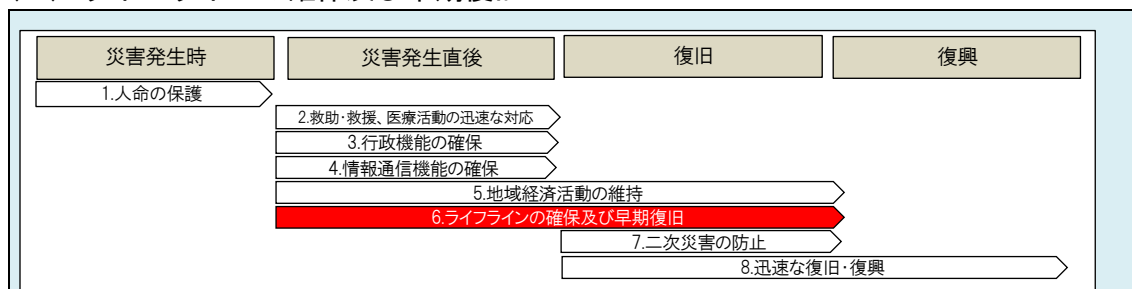 災害発生時 災害発生直後 復旧 復興
1.人命の保護
2.救助・救援、医療活動の迅速な対応
3.行政機能の確保
4.情報通信機能の確保
5.地域経済活動の維持
6.ライフラインの確保及び早期復旧
7.二次災害の防止
8.迅速な復旧・復興